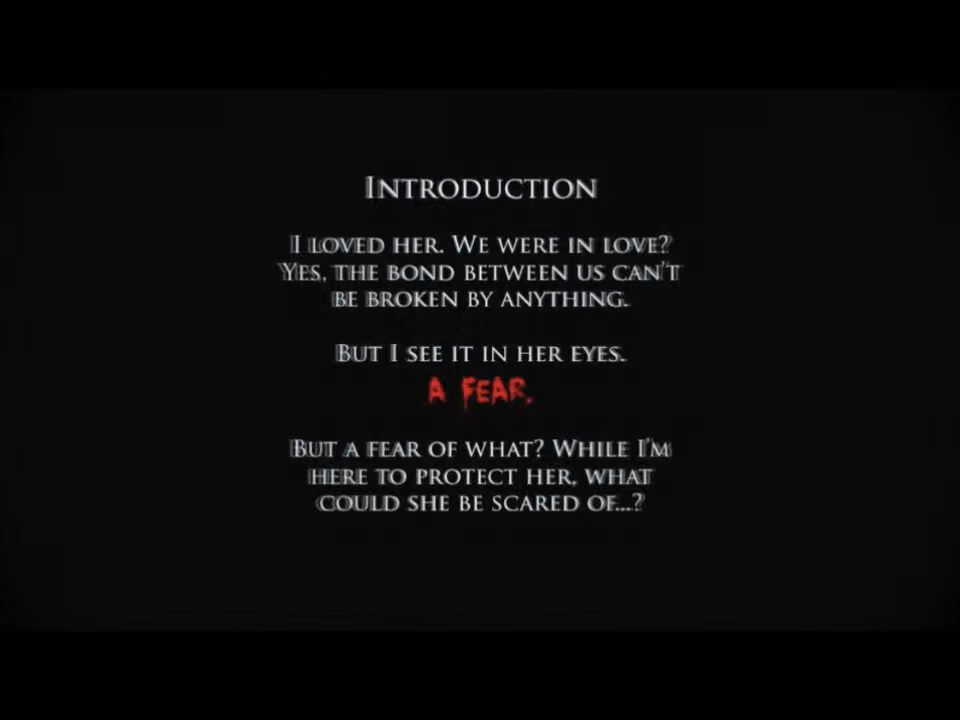 Introduction
I loved her. We were in love?
Yes, the bond between us can't
be broken by anything.
But I see it in her eyes.
A FEAR.
But a fear of what? While I'm
here to protect her, what
could she be scared of...?